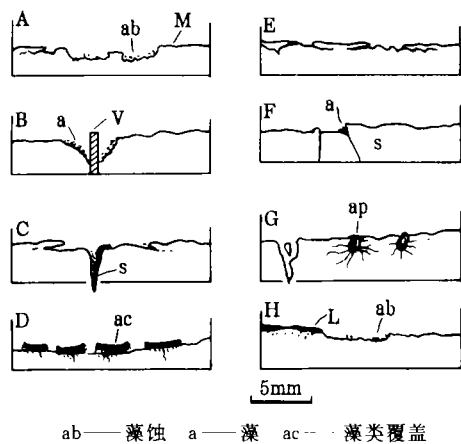 A
ab
M
E
B
a
V
F
a
s
C
s
G
ap
D
ac
H
L
ab
5mm
ab——藻蚀 a——藻 ac——藻类覆盖